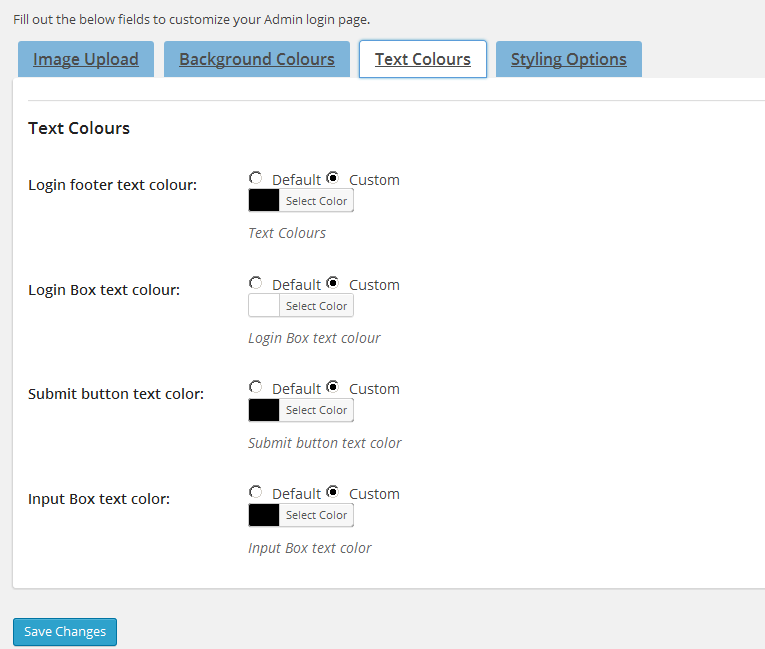 Fill out the below fields to customize your Admin login page.
Image Upload Background Colours Text Colours Styling Options
Text Colours
Login footer text colour: Default Custom
Select Color
Text Colours
Login Box text colour: Default Custom
Select Color
Login Box text colour
Submit button text color: Default Custom
Select Color
Submit button text color
Input Box text color: Default Custom
Select Color
Input Box text color
Save Changes